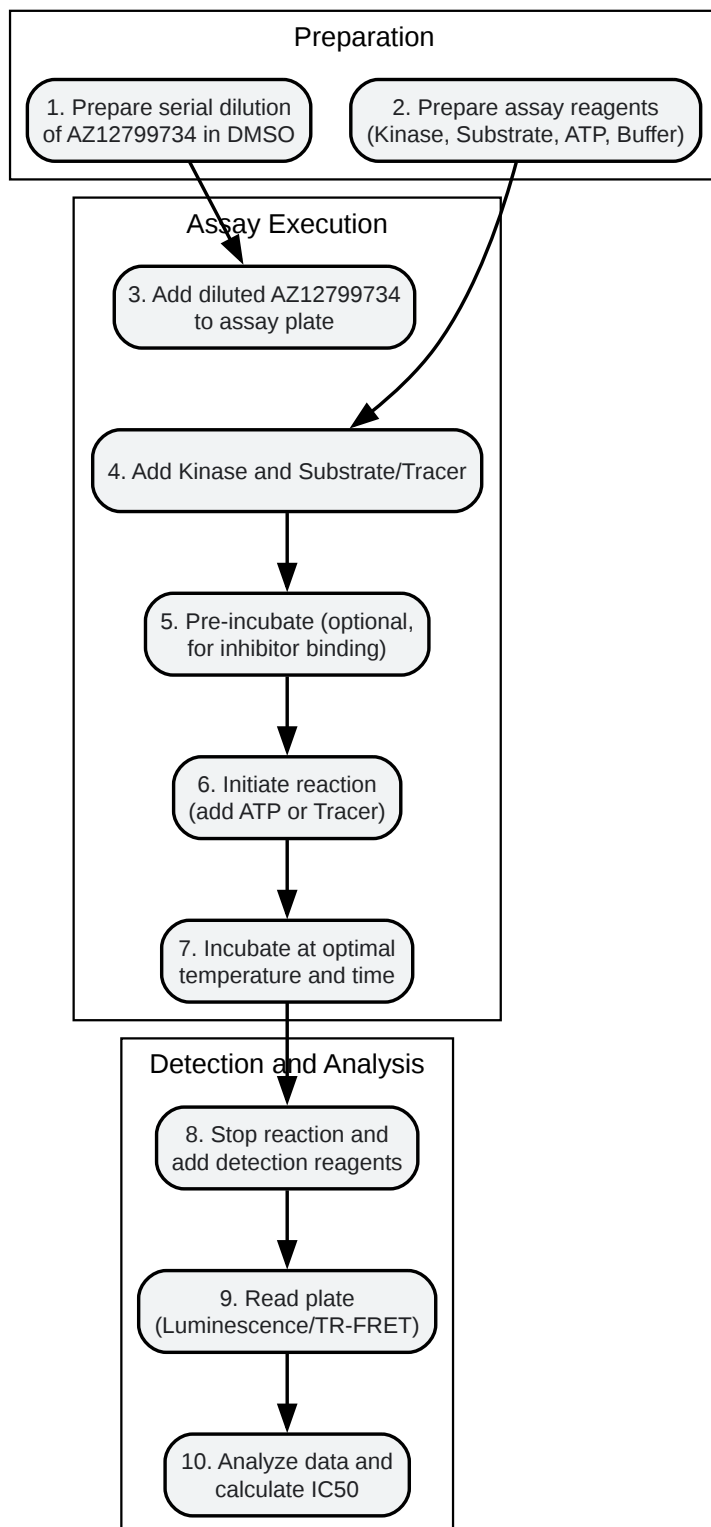 Preparation
1. Prepare serial dilution
of AZ12799734 in DMSO
2. Prepare assay reagents
(Kinase, Substrate, ATP, Buffer)
Assay Execution
3. Add diluted AZ12799734
to assay plate
4. Add Kinase and Substrate/Tracer
5. Pre-incubate (optional,
for inhibitor binding)
6. Initiate reaction
(add ATP or Tracer)
7. Incubate at optimal
temperature and time
Detection and Analysis
8. Stop reaction and
add detection reagents
9. Read plate
(Luminescence/TR-FRET)
10. Analyze data and
calculate IC50